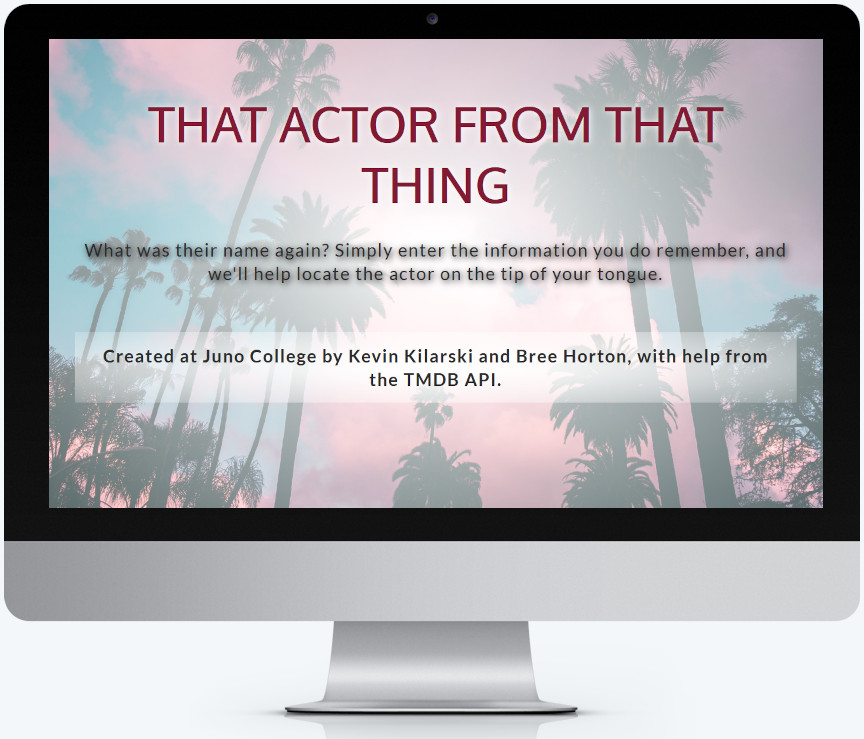 THAT ACTOR FROM THAT
THING
What was their name again? Simply enter the information you do remember, and
we'll help locate the actor on the tip of your tongue.
Created at Juno College by Kevin Kilarski and Bree Horton, with help from
the TMDB API.